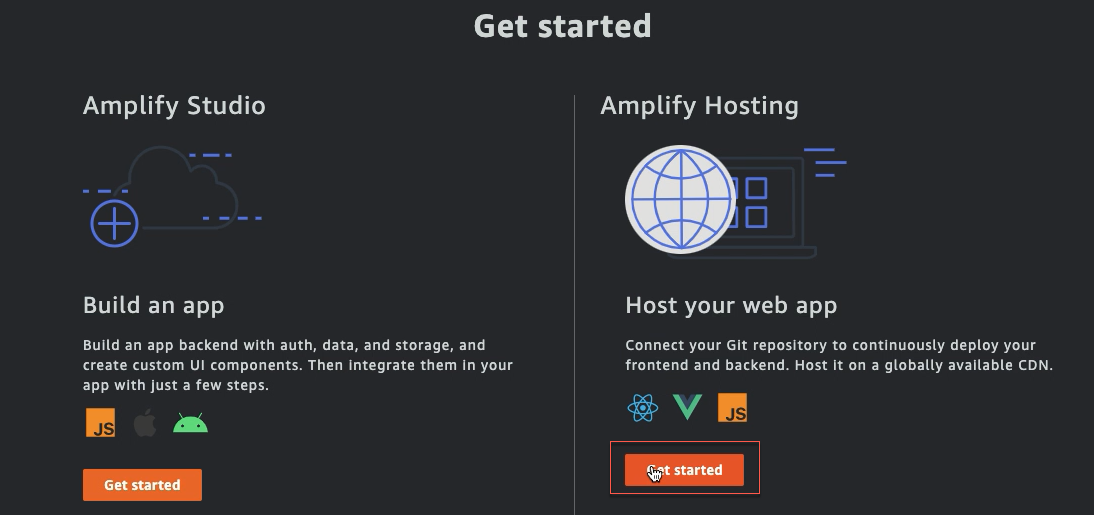 Get started
Amplify Studio
Build an app
Build an app backend with auth, data, and storage, and
create custom UI components. Then integrate them in your
app with just a few steps.
JS
Get started
Amplify Hosting
Host your web app
Connect your Git repository to continuously deploy your
frontend and backend. Host it on a globally available CDN.
JS
Get started